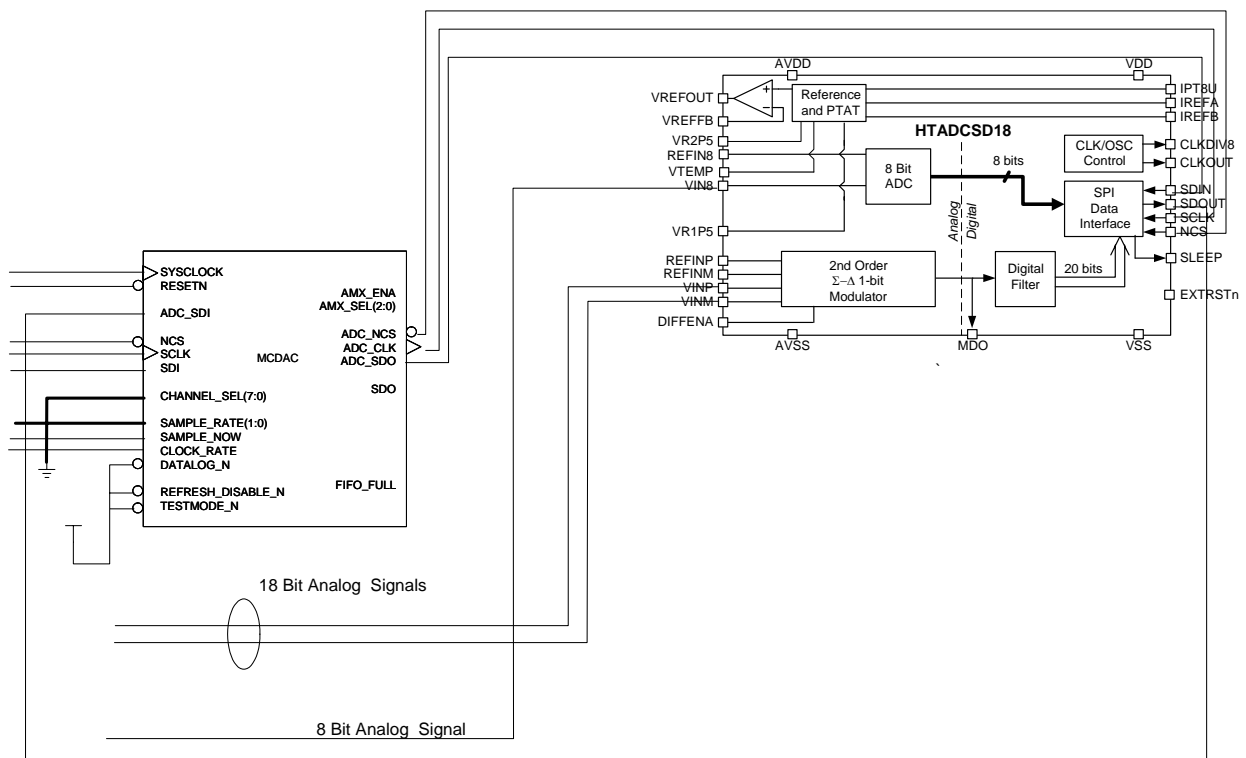 AVDD
VDD
VREFOUT
VREFFB
VR2P5
REFIN8
VTEMP
VIN8
VR1P5
REFINP
REFINM
VINP
VINM
DIFFENA
+
−
Reference
and PTAT
HTADCSD18
8 Bit
ADC
8 bits
Analog
Digital
2nd Order
Σ−Δ 1-bit
Modulator
Digital
Filter
20 bits
CLK/OSC
Control
SPI
Data
Interface
IPT8U
IREFA
IREFB
CLKDIV8
CLKOUT
SDIN
SDOUT
SCLK
NCS
SLEEP
EXTRSTn
AVSS
MDO
VSS
SYSCLOCK
RESETN
ADC_SDI
NCS
SCLK
SDI
CHANNEL_SEL(7:0)
SAMPLE_RATE(1:0)
SAMPLE_NOW
CLOCK_RATE
DATALOG_N
REFRESH_DISABLE_N
TESTMODE_N
MCDAC
AMX_ENA
AMX_SEL(2:0)
ADC_NCS
ADC_CLK
ADC_SDO
SDO
FIFO_FULL
18 Bit Analog Signals
8 Bit Analog Signal